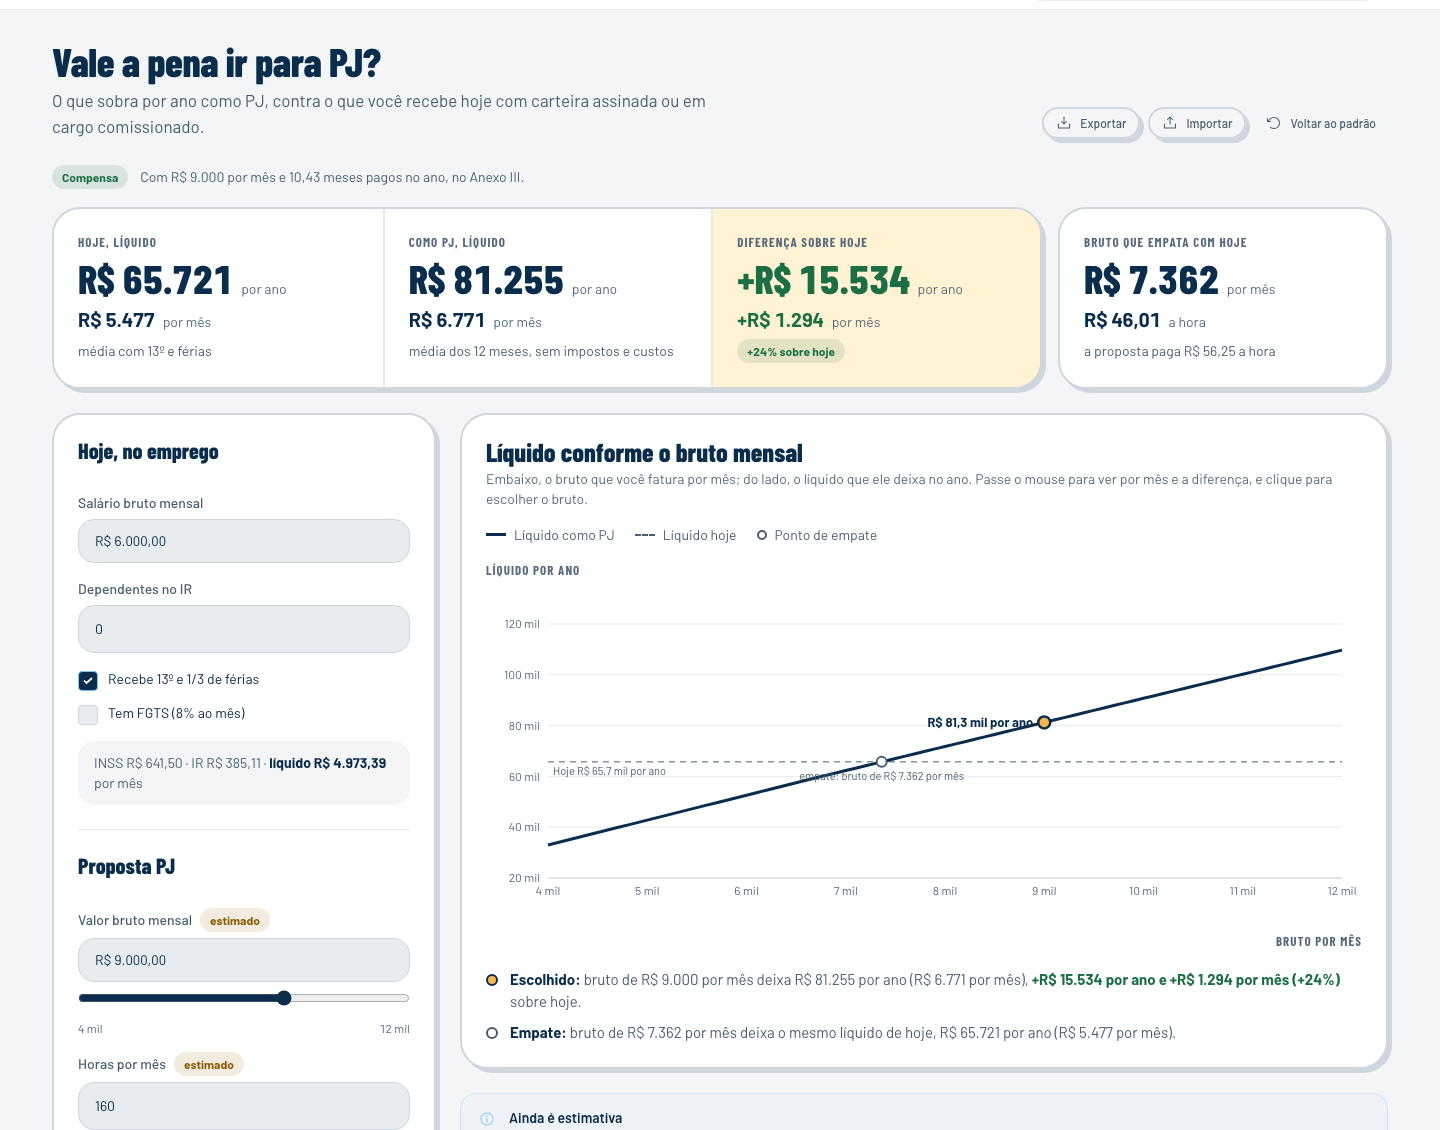 Vale a pena ir para PJ?
O que sobra por ano como PJ, contra o que você recebe hoje com carteira assinada ou em
cargo comissionado.
Exportar
Importar
Voltar ao padrão
Compensa
Com R$ 9.000 por mês e 10,43 meses pagos no ano, no Anexo III.
HOJE, LÍQUIDO
R$ 65.721 por ano
R$ 5.477 por mês
média com 13º e férias
COMO PJ, LÍQUIDO
R$ 81.255 por ano
R$ 6.771 por mês
média dos 12 meses, sem impostos e custos
DIFERENÇA SOBRE HOJE
+R$ 15.534 por ano
+R$ 1.294 por mês
+24% sobre hoje
BRUTO QUE EMPATA COM HOJE
R$ 7.362 por mês
R$ 46,01 a hora
a proposta paga R$ 56,25 a hora
Hoje, no emprego
Salário bruto mensal
R$ 6.000,00
Dependentes no IR
0
Recebe 13º e 1/3 de férias
Tem FGTS (8% ao mês)
INSS R$ 641,50 · IR R$ 385,11 · líquido R$ 4.973,39
por mês
Proposta PJ
Valor bruto mensal estimado
R$ 9.000,00
4 mil 12 mil
Horas por mês estimado
160
Líquido conforme o bruto mensal
Embaixo, o bruto que você fatura por mês; do lado, o líquido que ele deixa no ano. Passe o mouse para ver por mês e a diferença, e clique para
escolher o bruto.
Líquido como PJ Líquido hoje Ponto de empate
LÍQUIDO POR ANO
120 mil
100 mil
80 mil
60 mil
40 mil
20 mil
R$ 81,3 mil por ano
Hoje R$ 65,7 mil por ano
empate: bruto de R$ 7.362 por mês
4 mil 5 mil 6 mil 7 mil 8 mil 9 mil 10 mil 11 mil 12 mil
BRUTO POR MÊS
Escolhido: bruto de R$ 9.000 por mês deixa R$ 81.255 por ano (R$ 6.771 por mês), +R$ 15.534 por ano e +R$ 1.294 por mês (+24%)
sobre hoje.
Empate: bruto de R$ 7.362 por mês deixa o mesmo líquido de hoje, R$ 65.721 por ano (R$ 5.477 por mês).
Ainda é estimativa